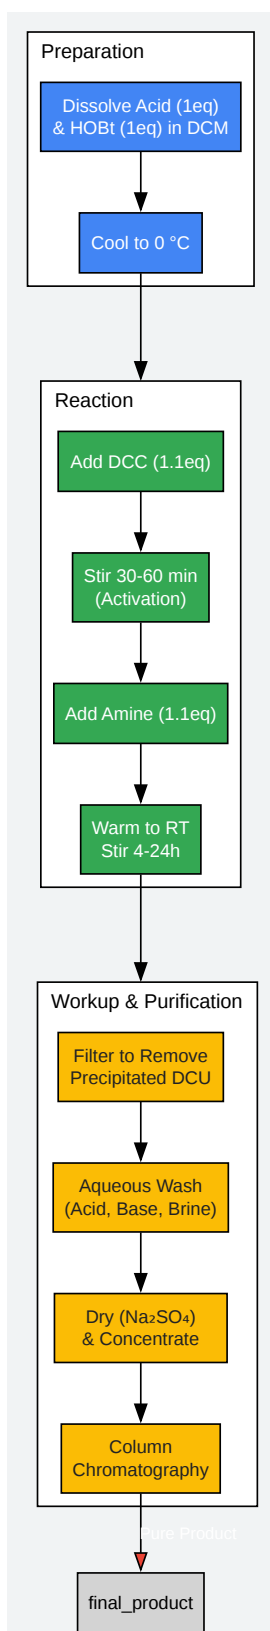 Preparation
Dissolve Acid (1eq)
& HOBt (1eq) in DCM
Cool to 0 °C
Reaction
Add DCC (1.1eq)
Stir 30-60 min
(Activation)
Add Amine (1.1eq)
Warm to RT
Stir 4-24h
Workup & Purification
Filter to Remove
Precipitated DCU
Aqueous Wash
(Acid, Base, Brine)
Dry (Na₂SO₄)
& Concentrate
Column
Chromatography
Pure Product
final_product